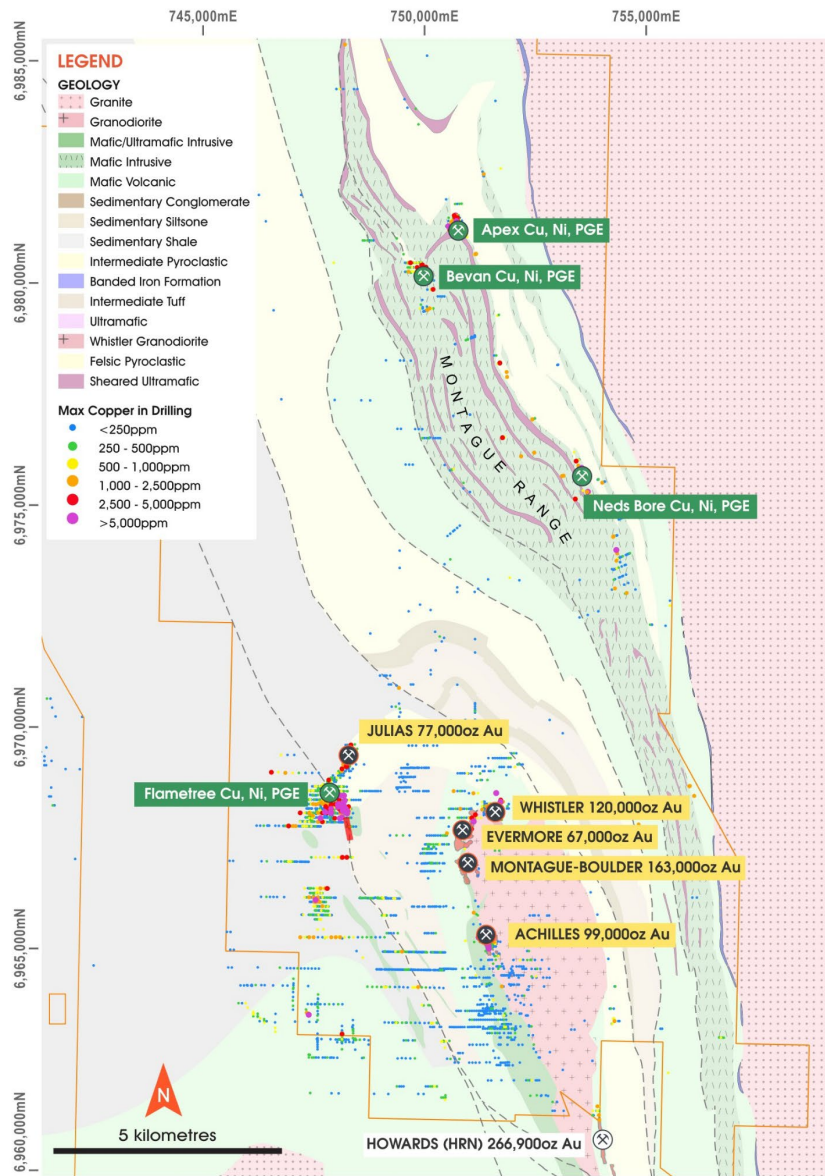 745,000mE
750,000mE
755,000mE
6,985,000mN
6,980,000mN
6,975,000mN
6,970,000mN
6,965,000mN
6,960,000mN
LEGEND
GEOLOGY
Granite
Granodiorite
Mafic/Ultramafic Intrusive
Mafic Intrusive
Mafic Volcanic
Sedimentary Conglomerate
Sedimentary Siltsone
Sedimentary Shale
Intermediate Pyroclastic
Banded Iron Formation
Intermediate Tuff
Ultramafic
Whistler Granodiorite
Felsic Pyroclastic
Sheared Ultramafic
Max Copper in Drilling
<250ppm
250 - 500ppm
500 - 1,000ppm
1,000 - 2,500ppm
2,500 - 5,000ppm
>5,000ppm
Apex Cu, Ni, PGE
Bevan Cu, Ni, PGE
MONTAGUE RANGE
Neds Bore Cu, Ni, PGE
JULIAS 77,000oz Au
Flametree Cu, Ni, PGE
WHISTLER 120,000oz Au
EVERMORE 67,000oz Au
MONTAGUE-BOULDER 163,000oz Au
ACHILLES 99,000oz Au
N
5 kilometres
HOWARDS (HRN) 266,900oz Au